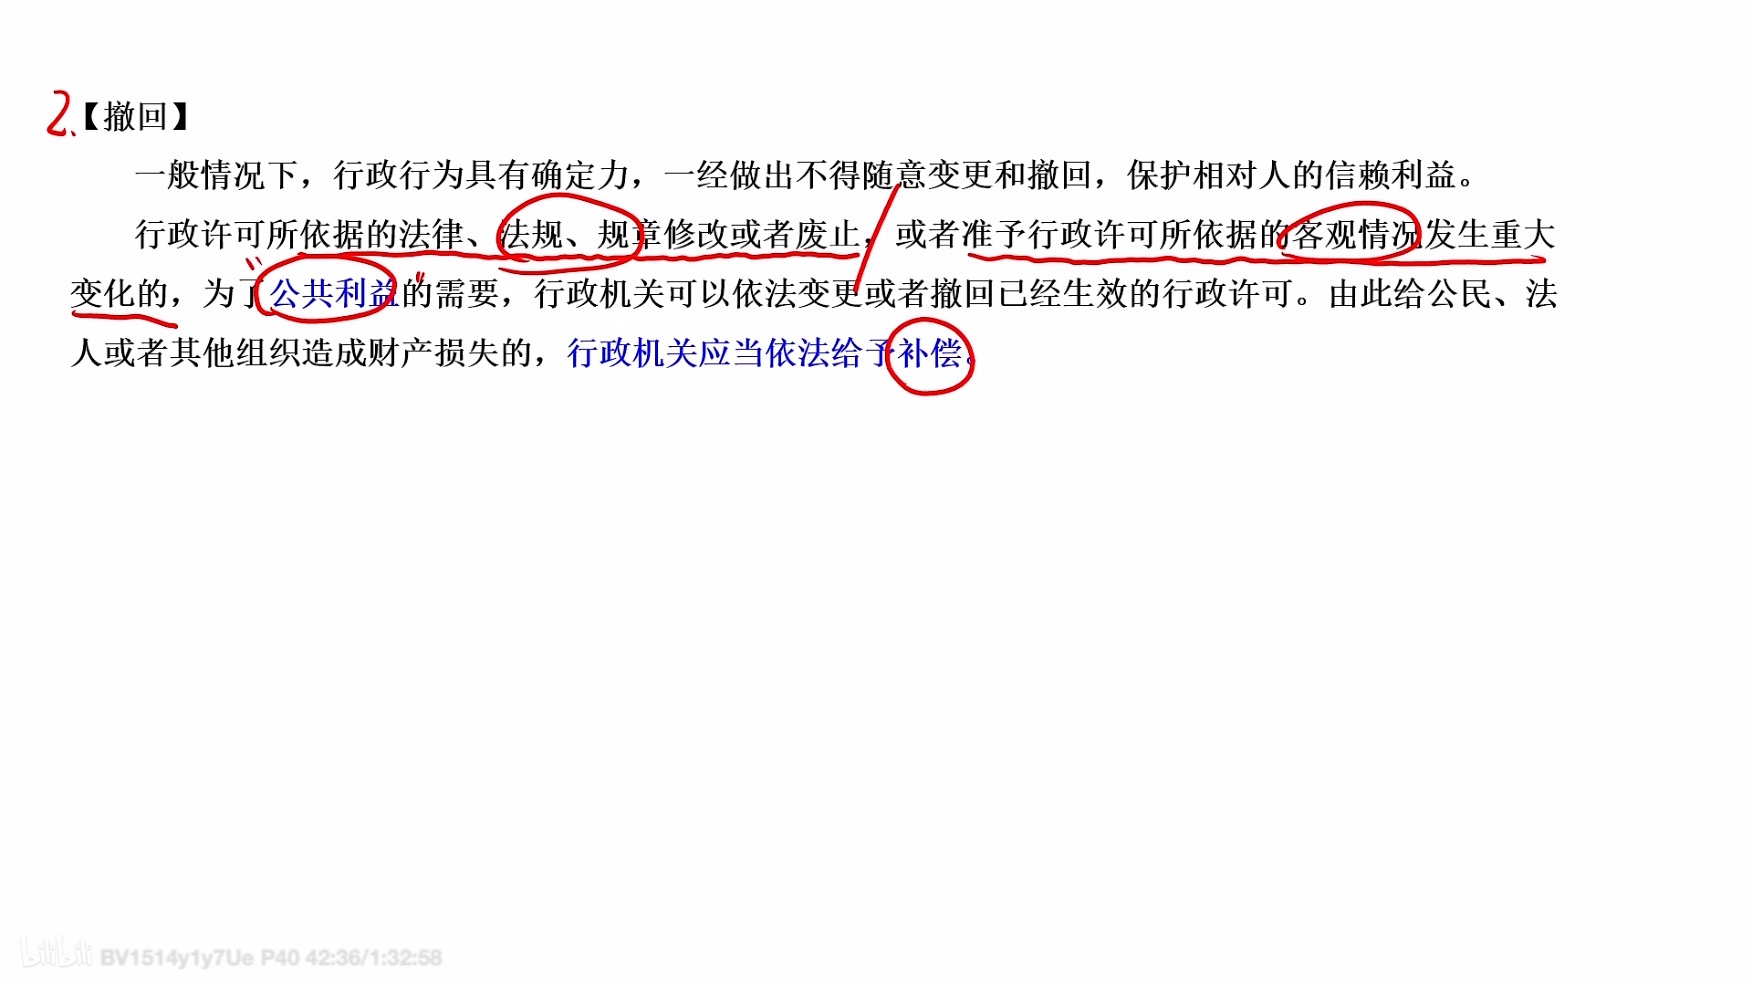 2.【撤回】
一般情况下，行政行为具有确定力，一经做出不得随意变更和撤回，保护相对人的信赖利益。
行政许可所依据的法律、法规、规章修改或者废止，或者准予行政许可所依据的客观情况发生重大
变化的，为了"公共利益"的需要，行政机关可以依法变更或者撤回已经生效的行政许可。由此给公民、法
人或者其他组织造成财产损失的，行政机关应当依法给予补偿。
bilibili BV1514y1y7Ue P40 42:36/1:32:58